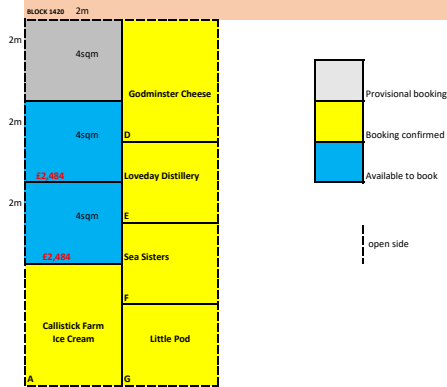 BLOCK 1420 2m
2m
4sqm
Godminster Cheese
2m
4sqm
D
£2,484
Loveday Distillery
2m
4sqm
E
£2,484
Sea Sisters
F
Callistick Farm
Ice Cream
Little Pod
A
G
Provisional booking
Booking confirmed
Available to book
open side